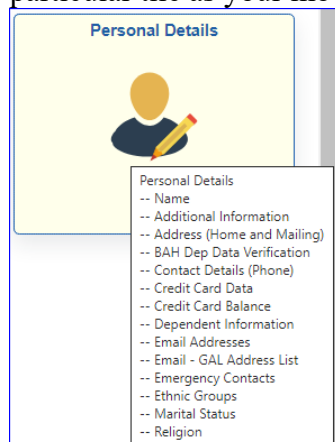 Personal Details
Personal Details
-- Name
-- Additional Information
-- Address (Home and Mailing)
-- BAH Dep Data Verification
-- Contact Details (Phone)
-- Credit Card Data
-- Credit Card Balance
-- Dependent Information
-- Email Addresses
-- Email - GAL Address List
-- Emergency Contacts
-- Ethnic Groups
-- Marital Status
-- Religion